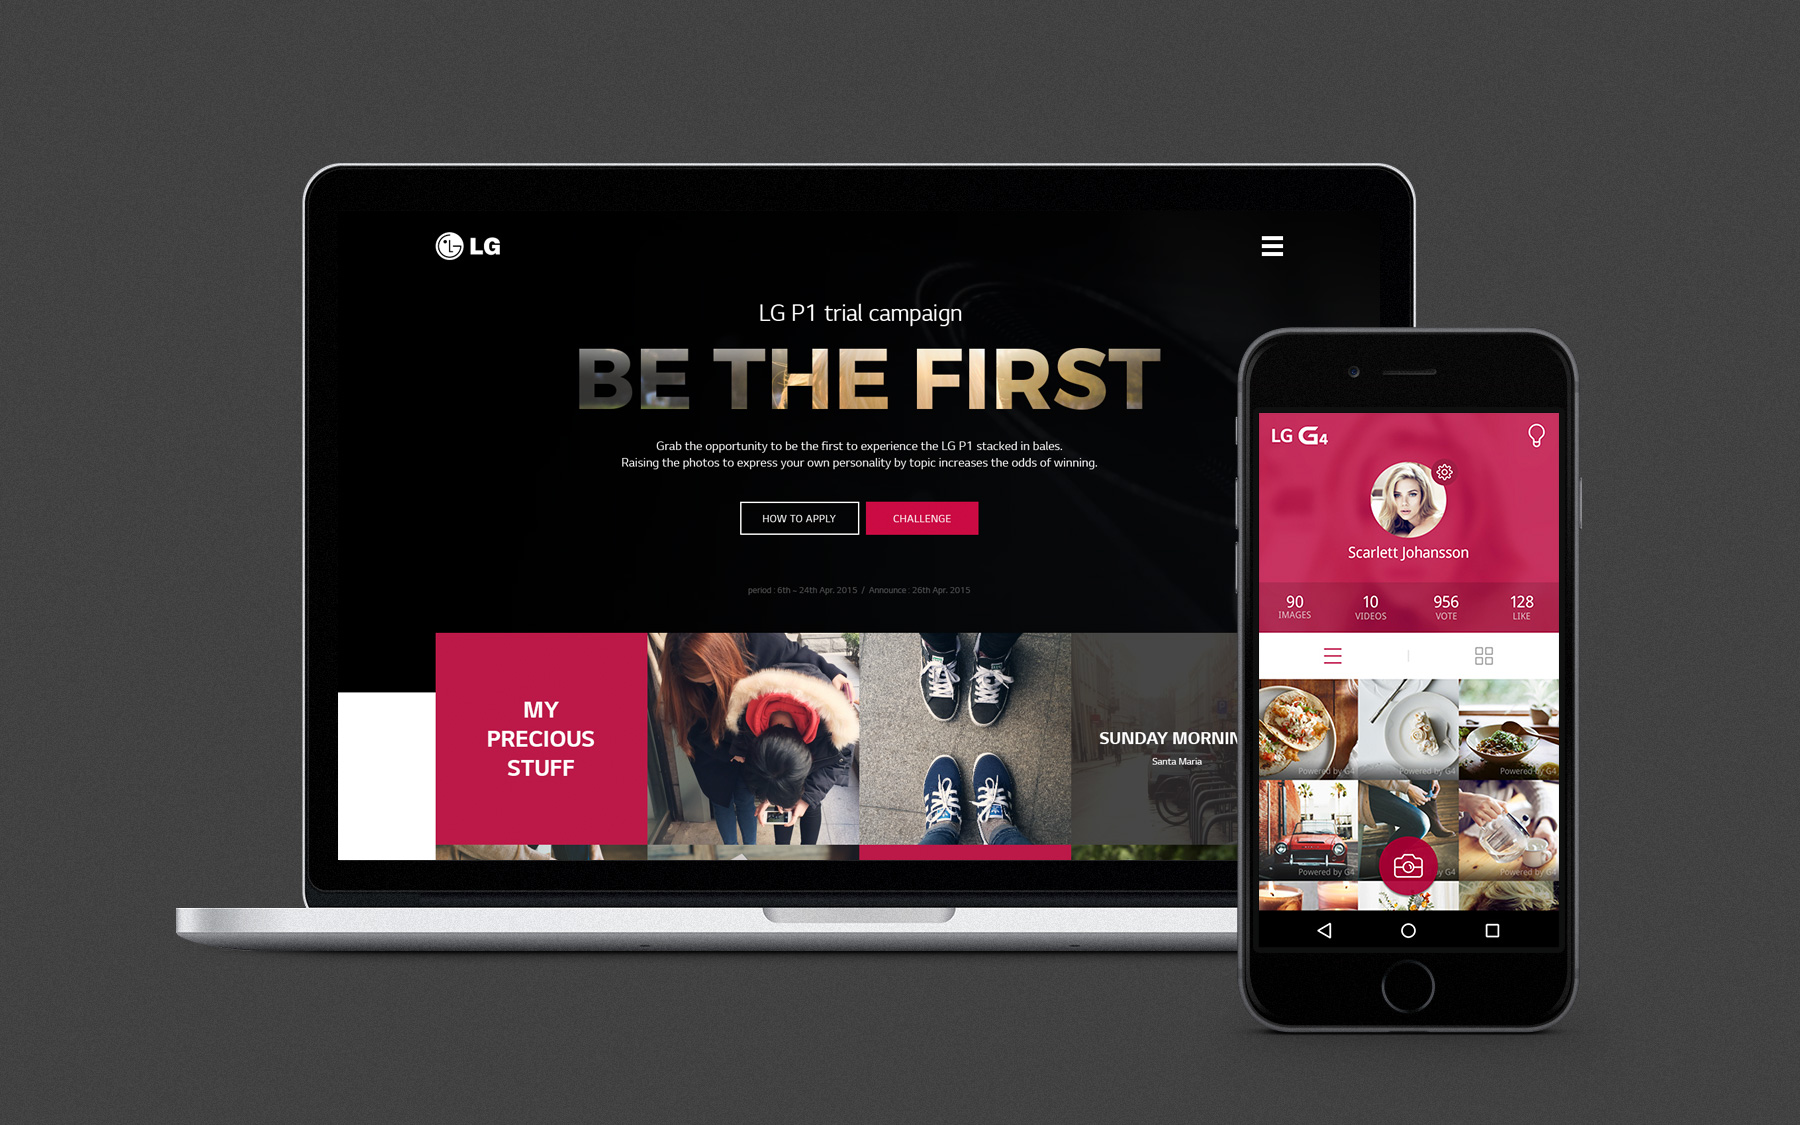 LG
LG P1 trial campaign
BE THE FIRST
Grab the opportunity to be the first to experience the LG P1 stacked in bales.
Raising the photos to express your own personality by topic increases the odds of winning.
HOW TO APPLY
CHALLENGE
period : 6th – 24th Apr. 2015 / Announce : 26th Apr. 2015
MY
PRECIOUS
STUFF
SUNDAY MORNIN
Santa Maria
LG G4
Scarlett Johansson
90
IMAGES
10
VIDEOS
956
VOTE
128
LIKE
Powered by G4
Powered by G4
Powered by G4
Powered by G4
by G4
Powered by G4